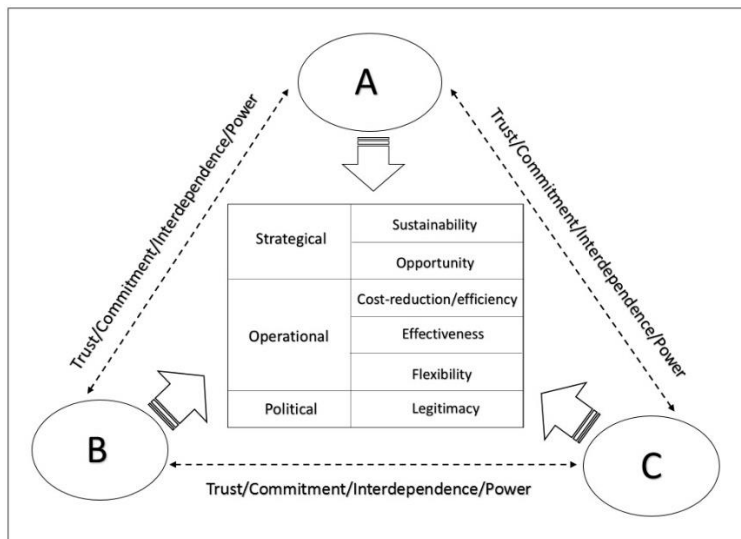 A
Trust/Commitment/Interdependence/Power
Trust/Commitment/Interdependence/Power
Strategical
Sustainability
Opportunity
Operational
Cost-reduction/efficiency
Effectiveness
Flexibility
Political
Legitimacy
B
C
Trust/Commitment/Interdependence/Power